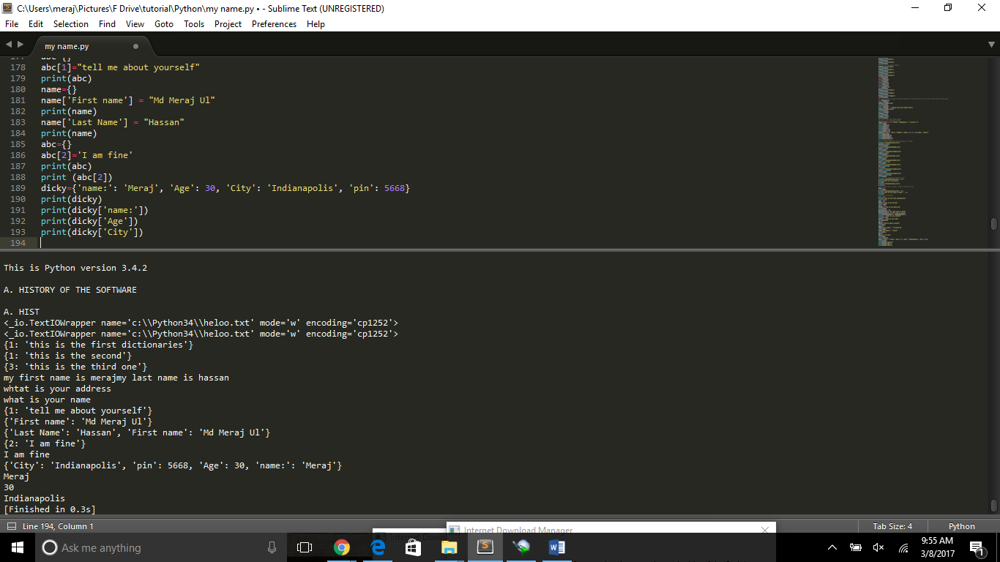 C:\Users\meraj\Pictures\F Drive\tutorial\Python\my name.py • - Sublime Text (UNREGISTERED)
File Edit Selection Find View Goto Tools Project Preferences Help
my name.py
178 abc[1]="tell me about yourself"
179 print(abc)
180 name={}
181 name['First name'] = "Md Meraj Ul"
182 print(name)
183 name['Last Name'] = "Hassan"
184 print(name)
185 abc={}
186 abc[2]='I am fine'
187 print(abc)
188 print (abc[2])
189 dicky={'name:': 'Meraj', 'Age': 30, 'City': 'Indianapolis', 'pin': 5668}
190 print(dicky)
191 print(dicky['name:'])
192 print(dicky['Age'])
193 print(dicky['City'])
194
This is Python version 3.4.2
A. HISTORY OF THE SOFTWARE
A. HIST
<_io.TextIOWrapper name='c:\\Python34\\heloo.txt' mode='w' encoding='cp1252'>
<_io.TextIOWrapper name='c:\\Python34\\heloo.txt' mode='w' encoding='cp1252'>
{1: 'this is the first dictionaries'}
{1: 'this is the second'}
{3: 'this is the third one'}
my first name is merajmy last name is hassan
whtat is your address
what is your name
{1: 'tell me about yourself'}
{'First name': 'Md Meraj Ul'}
{'Last Name': 'Hassan', 'First name': 'Md Meraj Ul'}
{2: 'I am fine'}
I am fine
{'City': 'Indianapolis', 'pin': 5668, 'Age': 30, 'name:': 'Meraj'}
Meraj
30
Indianapolis
[Finished in 0.3s]
Line 194, Column 1 Tab Size: 4 Python
Internet Download Manager
Ask me anything
9:55 AM
3/8/2017
1